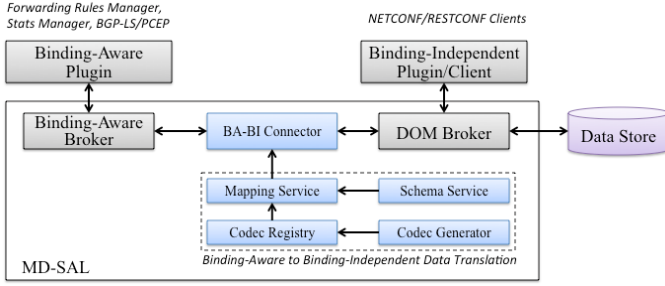 Forwarding Rules Manager,
Stats Manager, BGP-LS/PCEP
NETCONF/RESTCONF Clients
Binding-Aware
Plugin
Binding-Independent
Plugin/Client
Binding-Aware
Broker
BA-BI Connector
DOM Broker
Data Store
Mapping Service
Schema Service
Codec Registry
Codec Generator
Binding-Aware to Binding-Independent Data Translation
MD-SAL